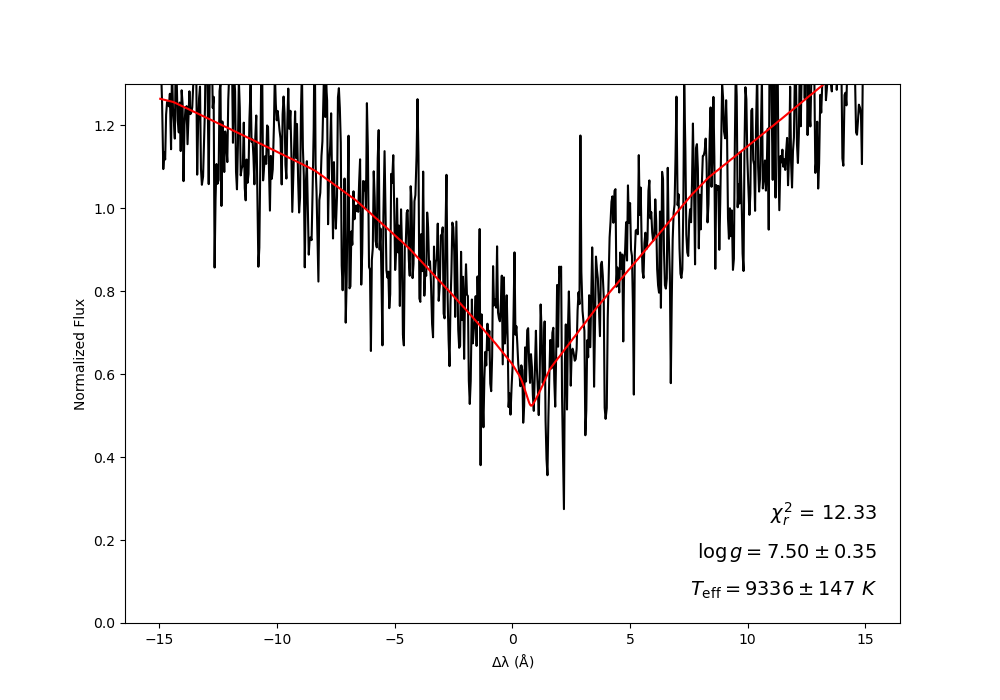 1.2
1.0
0.8
0.6
0.4
0.2
0.0
Normalized Flux
−15
−10
−5
0
5
10
15
Δλ (Å)
χ²ᵣ = 12.33
log g = 7.50 ± 0.35
T_eff = 9336 ± 147 K